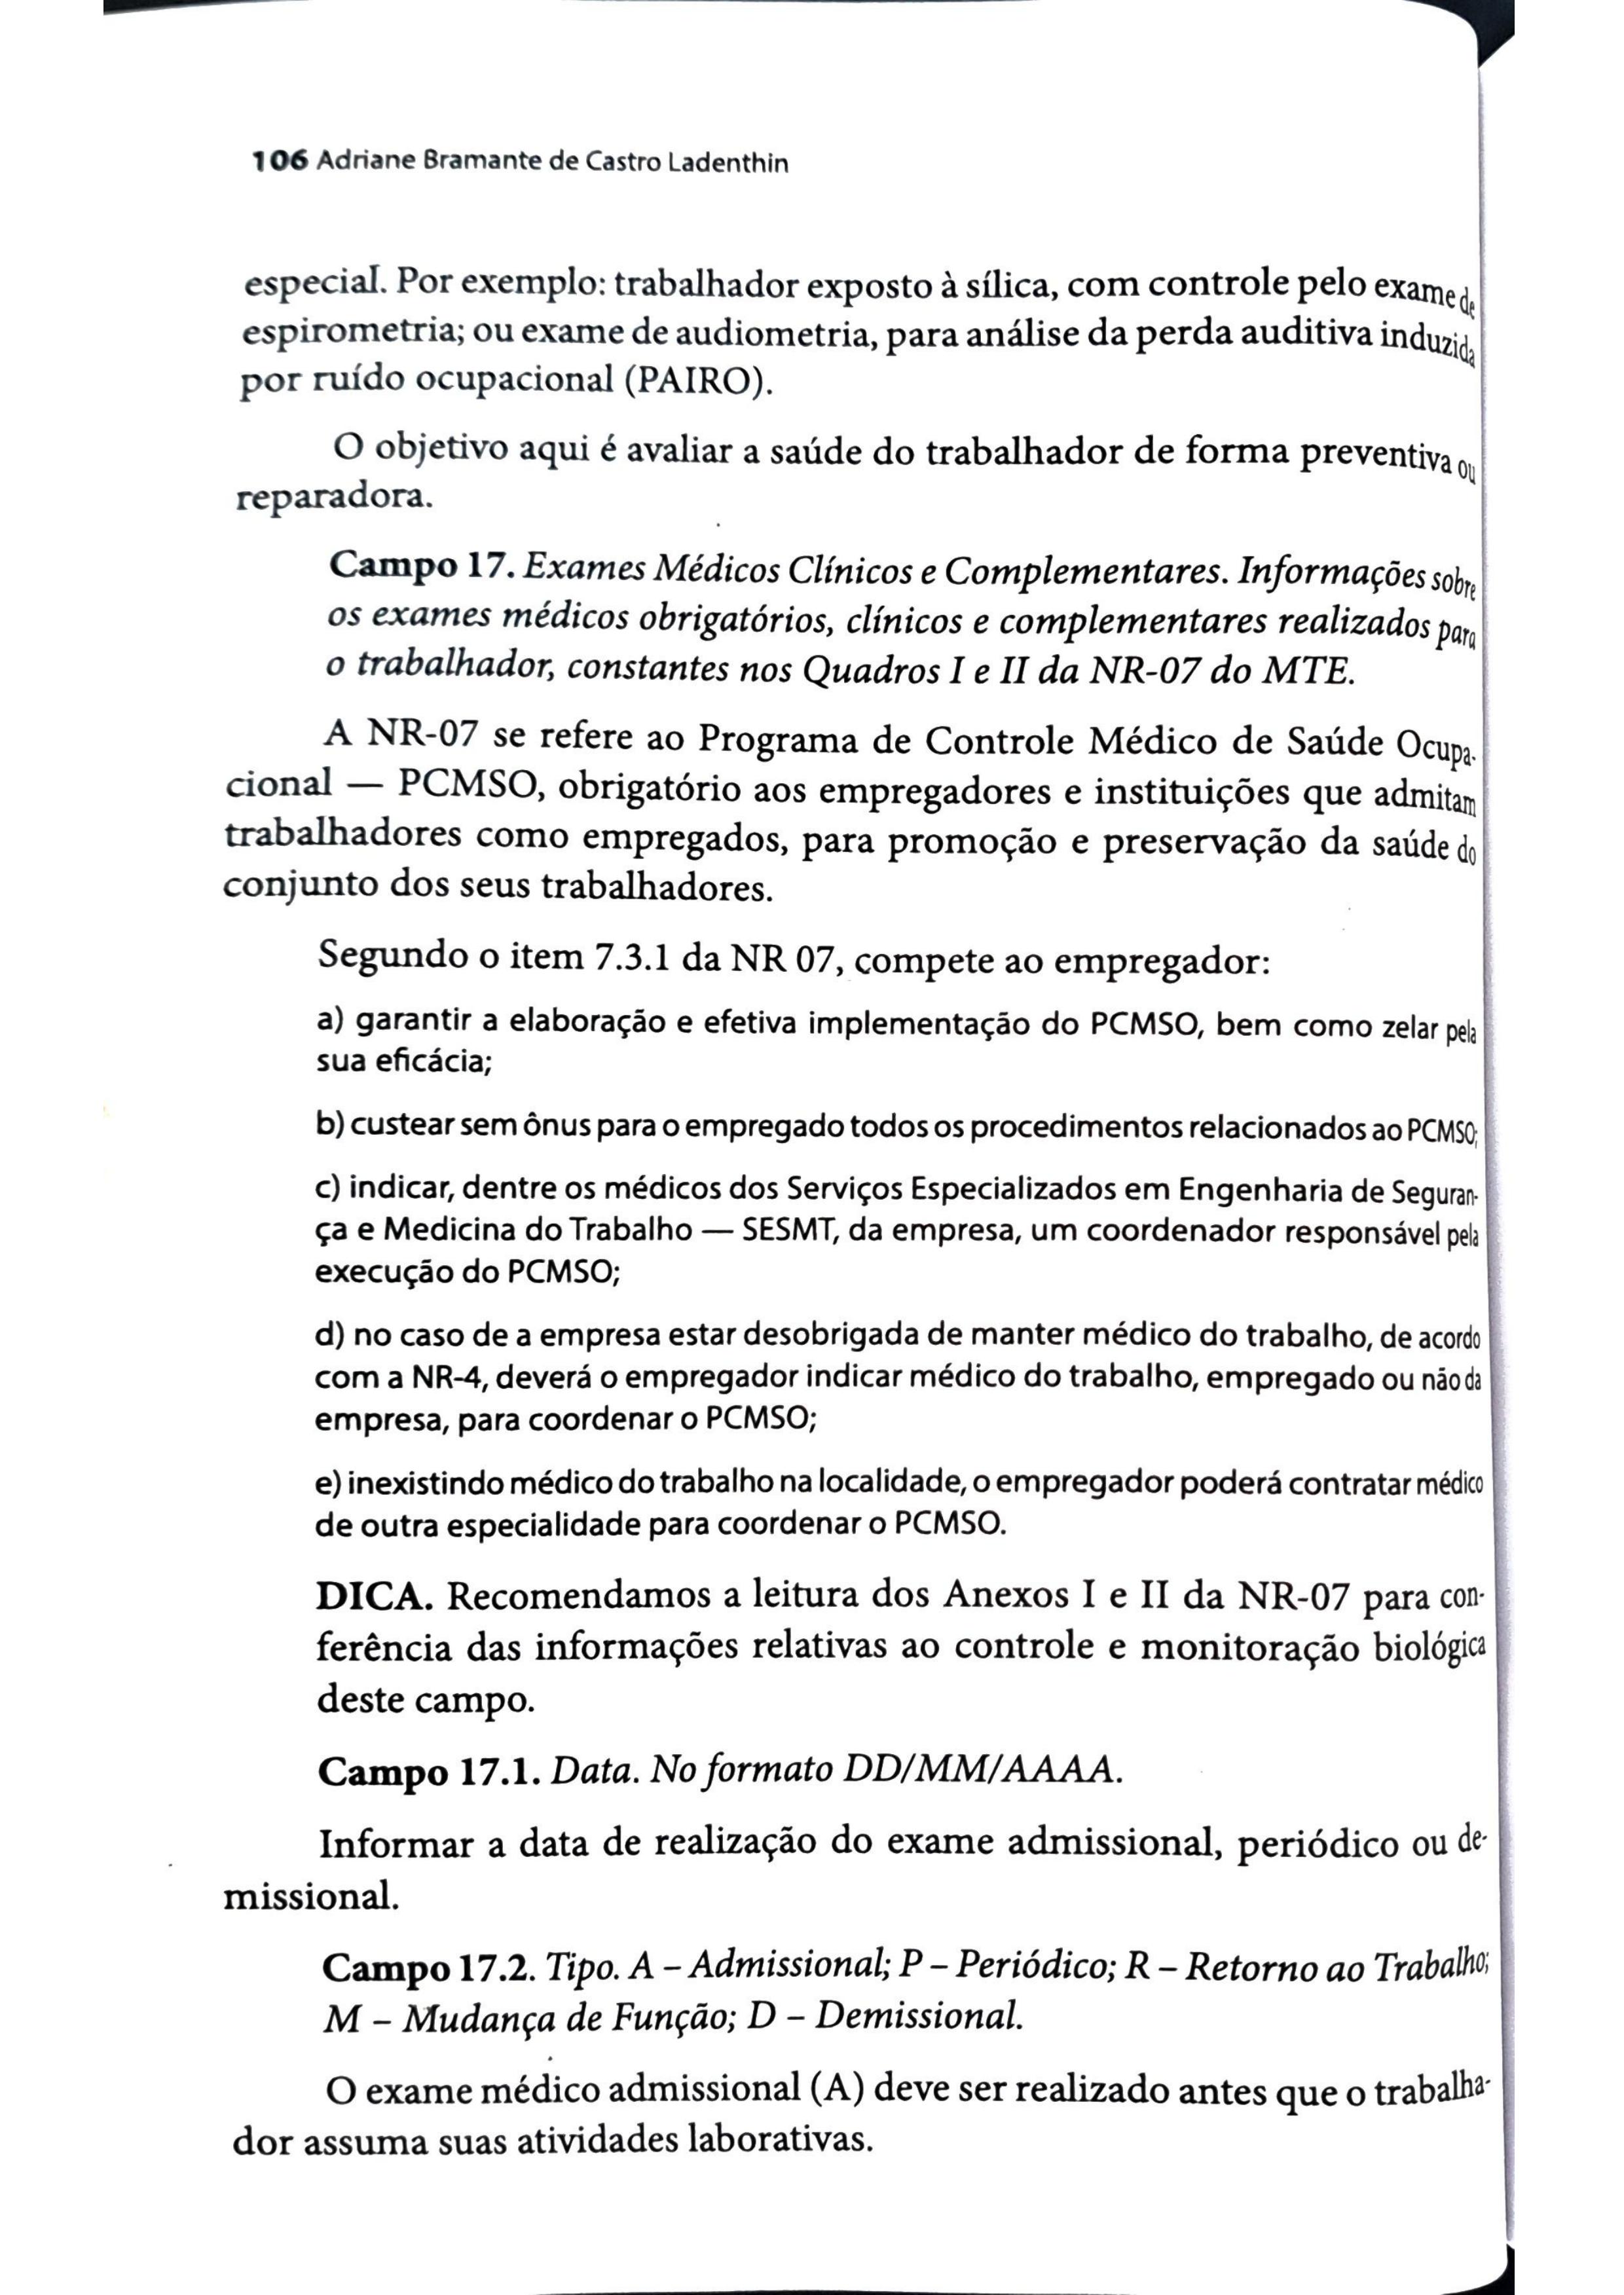 106 Adriane Bramante de Castro Ladenthin
especial. Por exemplo: trabalhador exposto à sílica, com controle pelo exame de
espirometria; ou exame de audiometria, para análise da perda auditiva induzida
por ruído ocupacional (PAIRO).
O objetivo aqui é avaliar a saúde do trabalhador de forma preventiva ou
reparadora.
Campo 17. Exames Médicos Clínicos e Complementares. Informações sobre
os exames médicos obrigatórios, clínicos e complementares realizados para
o trabalhador, constantes nos Quadros I e II da NR-07 do MTE.
A NR-07 se refere ao Programa de Controle Médico de Saúde Ocupa-
cional — PCMSO, obrigatório aos empregadores e instituições que admitam
trabalhadores como empregados, para promoção e preservação da saúde do
conjunto dos seus trabalhadores.
Segundo o item 7.3.1 da NR 07, compete ao empregador:
a) garantir a elaboração e efetiva implementação do PCMSO, bem como zelar pela
sua eficácia;
b) custear sem ônus para o empregado todos os procedimentos relacionados ao PCMSO;
c) indicar, dentre os médicos dos Serviços Especializados em Engenharia de Seguran-
ça e Medicina do Trabalho — SESMT, da empresa, um coordenador responsável pela
execução do PCMSO;
d) no caso de a empresa estar desobrigada de manter médico do trabalho, de acordo
com a NR-4, deverá o empregador indicar médico do trabalho, empregado ou não da
empresa, para coordenar o PCMSO;
e) inexistindo médico do trabalho na localidade, o empregador poderá contratar médico
de outra especialidade para coordenar o PCMSO.
DICA. Recomendamos a leitura dos Anexos I e II da NR-07 para con-
ferência das informações relativas ao controle e monitoração biológica
deste campo.
Campo 17.1. Data. No formato DD/MM/AAAA.
Informar a data de realização do exame admissional, periódico ou de-
missional.
Campo 17.2. Tipo. A – Admissional; P – Periódico; R – Retorno ao Trabalho;
M – Mudança de Função; D – Demissional.
O exame médico admissional (A) deve ser realizado antes que o trabalha-
dor assuma suas atividades laborativas.